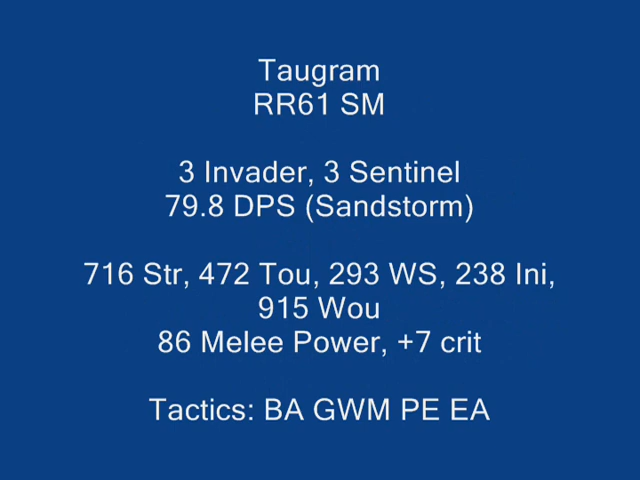 Taugram
RR61 SM
3 Invader, 3 Sentinel
79.8 DPS (Sandstorm)
716 Str, 472 Tou, 293 WS, 238 Ini,
915 Wou
86 Melee Power, +7 crit
Tactics: BA GWM PE EA